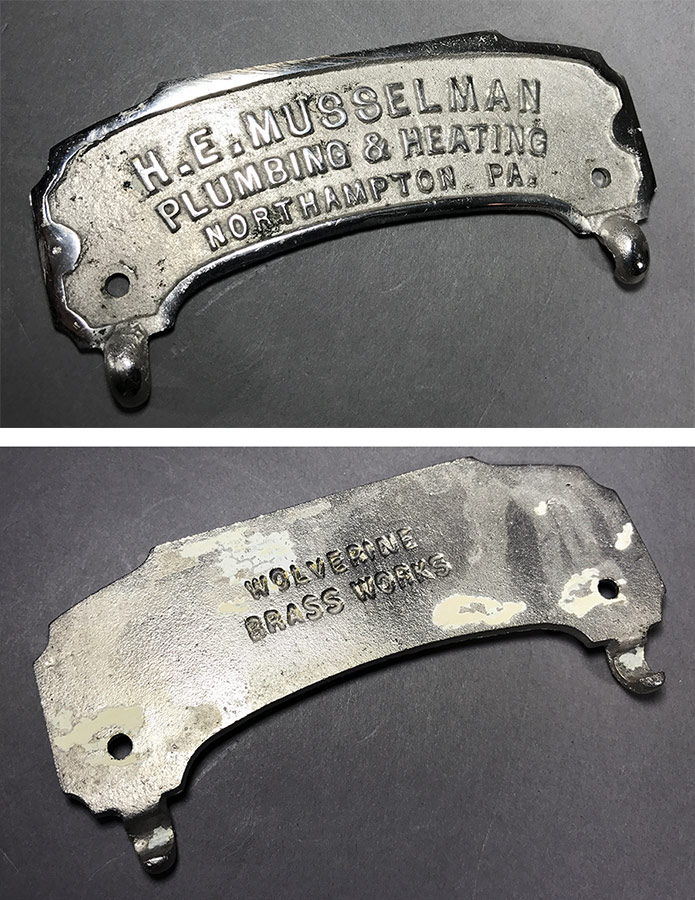 H.E. MUSSELMAN
PLUMBING & HEATING
NORTHAMPTON. PA.
WOLVERINE
BRASS WORKS